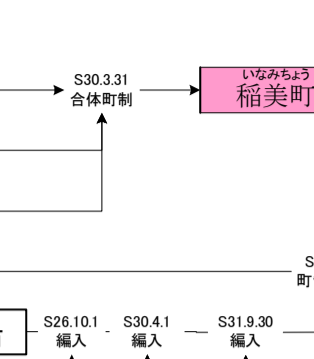 いなみちょう
稲美町
S30.3.31
合体町制
S
町
S26.10.1
編入
S30.4.1
編入
S31.9.30
編入